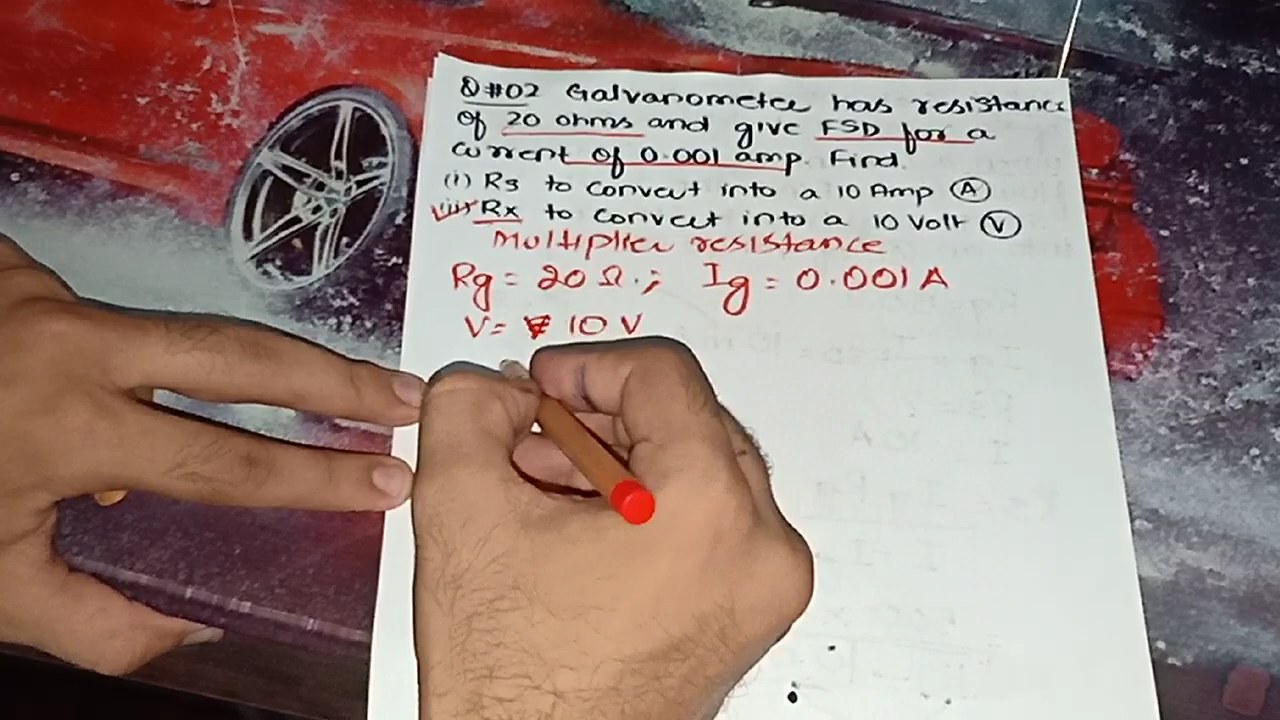 Q#02 Galvanometer has resistance
of 20 ohms and give FSD for a
current of 0.001 amp. Find.
(i) Rs to convert into a 10 Amp (A)
(ii) Rx to convert into a 10 Volt (V)
Multiplier resistance
Rg = 20 Ω.; Ig = 0.001 A
V = 10 V